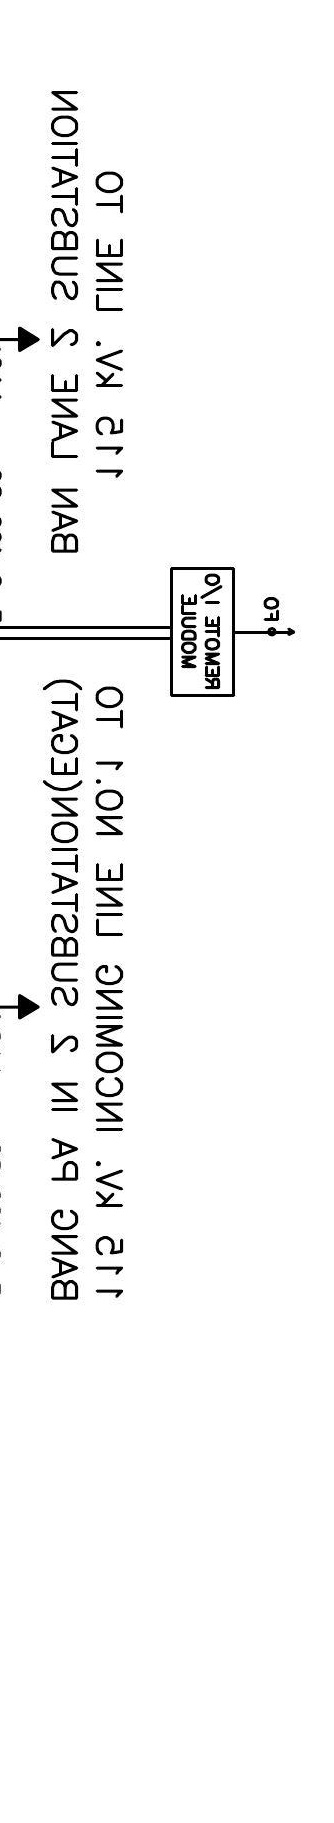 FO
REMOTE I/O
MODULE
115 KV. LINE TO
BAN LANE 2 SUBSTATION
115 KV. INCOMING LINE NO.1 TO
BANG PA IN 2 SUBSTATION(EGAT)